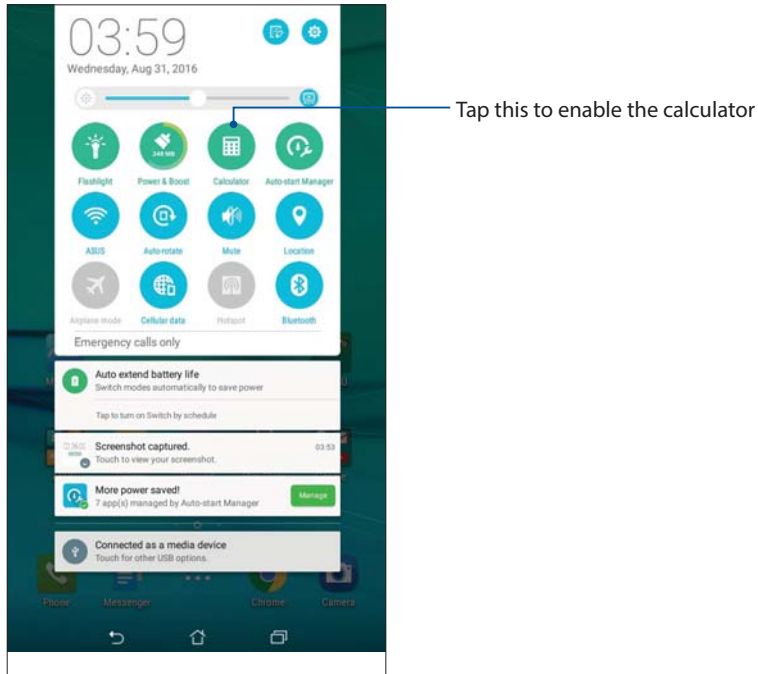 03:59
Wednesday, Aug 31, 2016
Tap this to enable the calculator
248 MB
Flashlight Power & Boost Calculator Auto-start Manager
ASUS Auto-rotate Mute Location
Airplane mode Cellular data Hotspot Bluetooth
Emergency calls only
Auto extend battery life
Switch modes automatically to save power
Tap to turn on Switch by schedule
Screenshot captured. 03:53
Touch to view your screenshot.
More power saved!
7 app(s) managed by Auto-start Manager Manage
Connected as a media device
Touch for other USB options.
Phone Messenger Chrome Camera